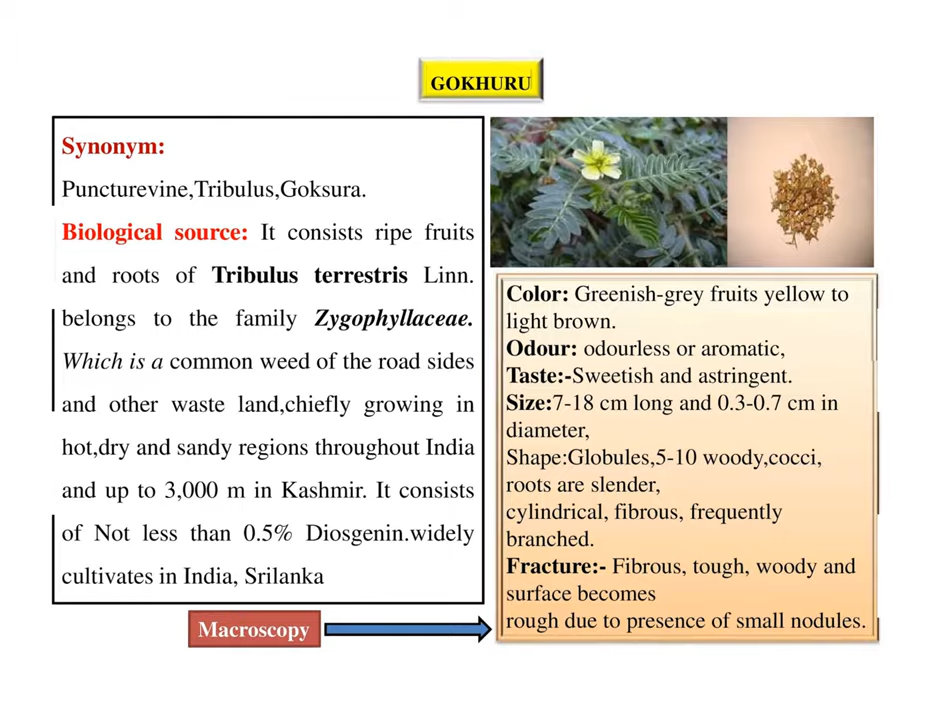 GOKHURU
Synonym:
Puncturevine,Tribulus,Goksura.
Biological source: It consists ripe fruits
and roots of Tribulus terrestris Linn.
belongs to the family Zygophyllaceae.
Which is a common weed of the road sides
and other waste land,chiefly growing in
hot,dry and sandy regions throughout India
and up to 3,000 m in Kashmir. It consists
of Not less than 0.5% Diosgenin.widely
cultivates in India, Srilanka
Macroscopy
Color: Greenish-grey fruits yellow to
light brown.
Odour: odourless or aromatic,
Taste:-Sweetish and astringent.
Size:7-18 cm long and 0.3-0.7 cm in
diameter,
Shape:Globules,5-10 woody,cocci,
roots are slender,
cylindrical, fibrous, frequently
branched.
Fracture:- Fibrous, tough, woody and
surface becomes
rough due to presence of small nodules.